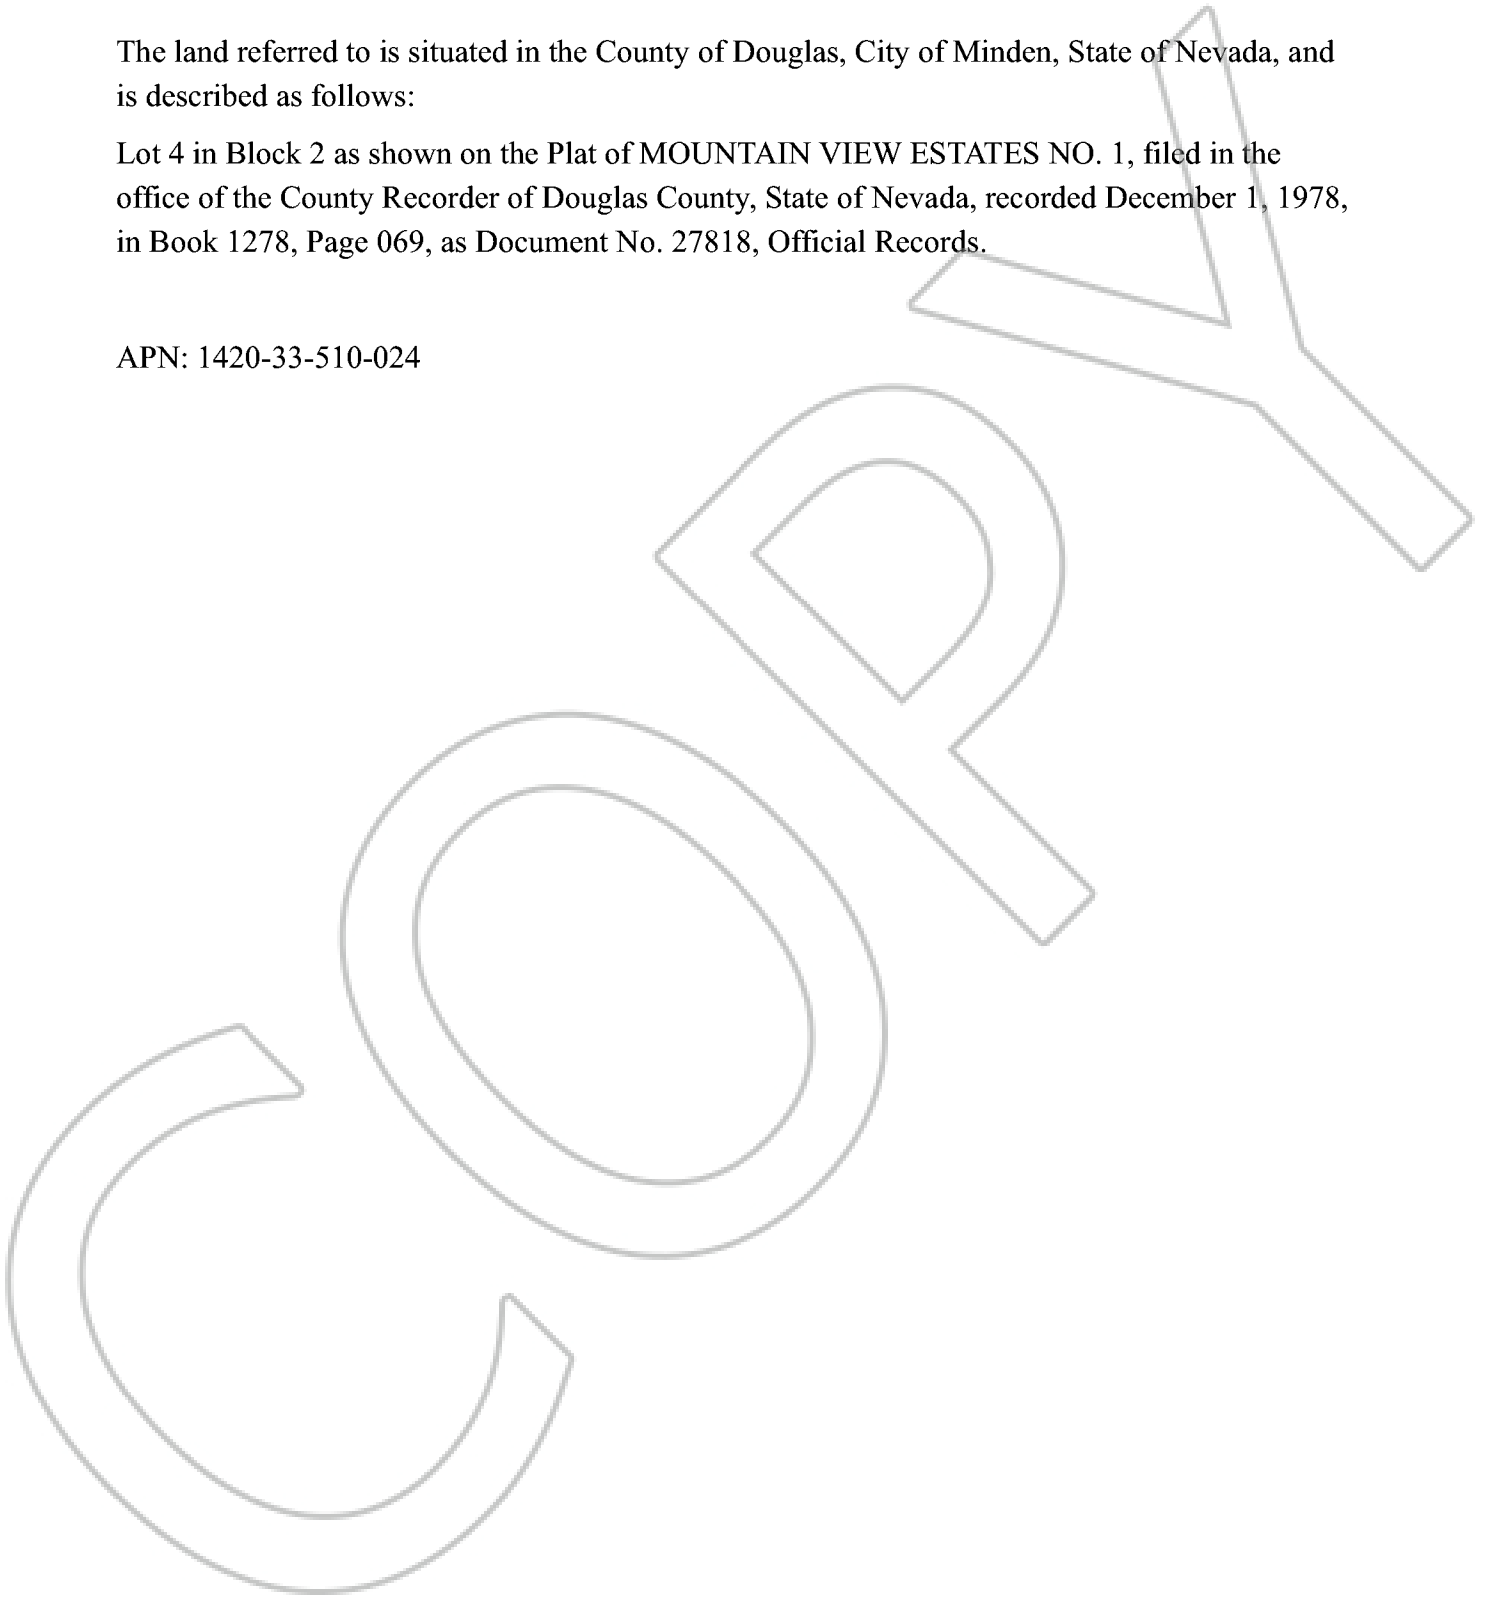 The land referred to is situated in the County of Douglas, City of Minden, State of Nevada, and
is described as follows:
Lot 4 in Block 2 as shown on the Plat of MOUNTAIN VIEW ESTATES NO. 1, filed in the
office of the County Recorder of Douglas County, State of Nevada, recorded December 1, 1978,
in Book 1278, Page 069, as Document No. 27818, Official Records.
APN: 1420-33-510-024
COPY